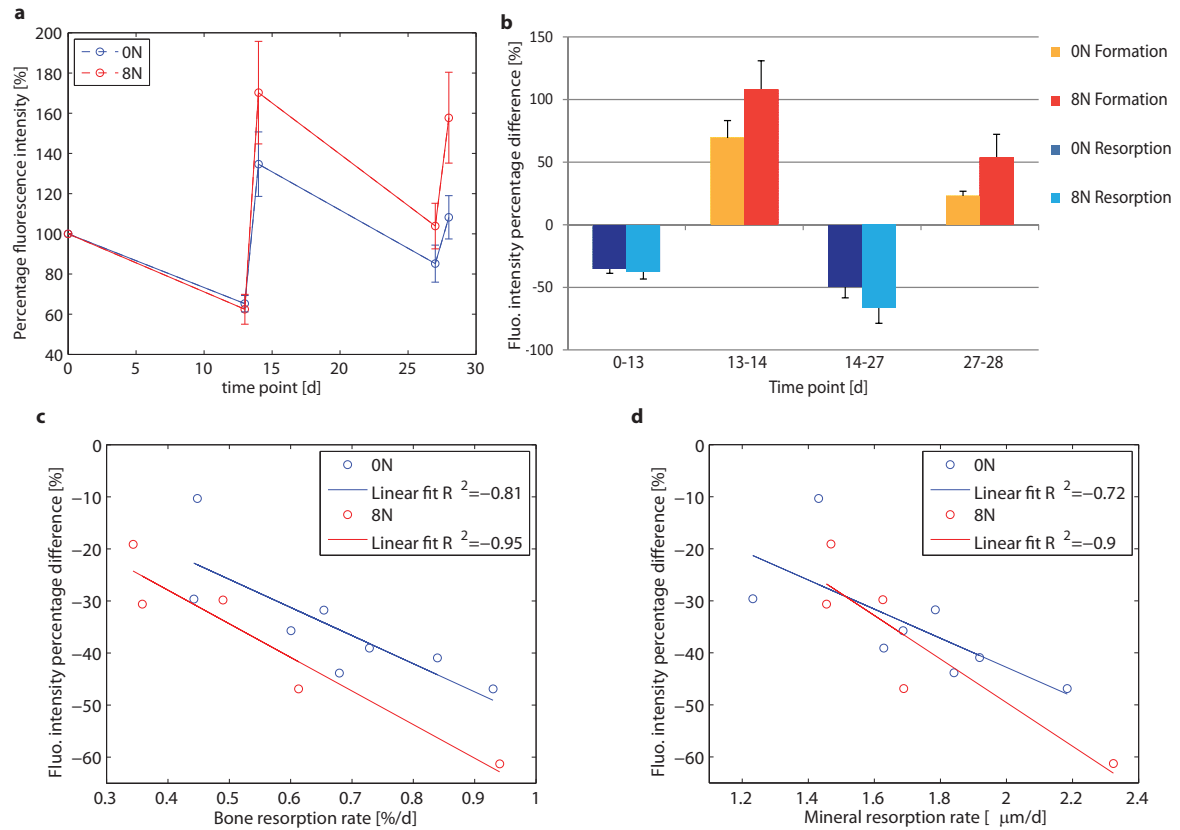 a
200
180
160
140
120
100
80
60
40
0
5
10
15
20
25
30
0N
8N
Percentage fluorescence intensity [%]
time point [d]
b
150
100
50
0
-50
-100
0-13
13-14
14-27
27-28
Fluo. intensity percentage difference [%]
Time point [d]
0N Formation
8N Formation
0N Resorption
8N Resorption
c
0
−10
−20
−30
−40
−50
−60
0.3
0.4
0.5
0.6
0.7
0.8
0.9
1
0N
Linear fit R 2=−0.81
8N
Linear fit R 2=−0.95
Fluo. intensity percentage difference [%]
Bone resorption rate [%/d]
d
0
−10
−20
−30
−40
−50
−60
1.2
1.4
1.6
1.8
2
2.2
2.4
0N
Linear fit R 2=−0.72
8N
Linear fit R 2=−0.9
Fluo. intensity percentage difference [%]
Mineral resorption rate [ μm/d]